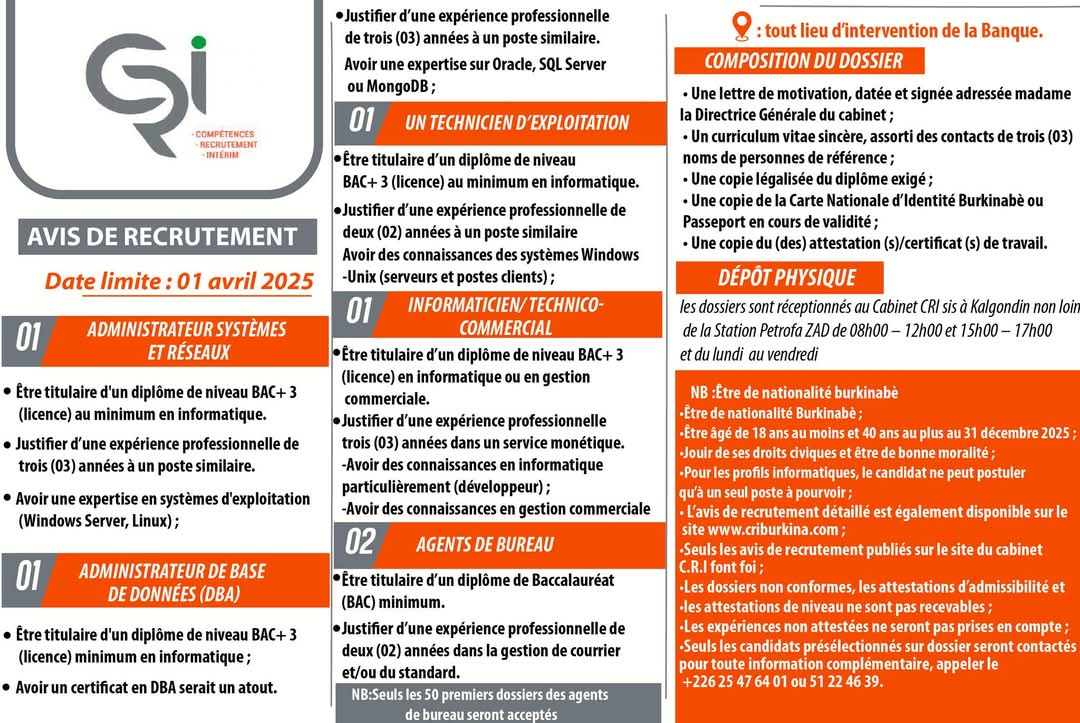 CRI
· COMPÉTENCES
· RECRUTEMENT
· INTÉRIM
AVIS DE RECRUTEMENT
Date limite : 01 avril 2025
01
ADMINISTRATEUR SYSTÈMES
ET RÉSEAUX
• Être titulaire d'un diplôme de niveau BAC+ 3
(licence) au minimum en informatique.
• Justifier d’une expérience professionnelle de
trois (03) années à un poste similaire.
• Avoir une expertise en systèmes d'exploitation
(Windows Server, Linux) ;
01
ADMINISTRATEUR DE BASE
DE DONNÉES (DBA)
• Être titulaire d'un diplôme de niveau BAC+ 3
(licence) minimum en informatique ;
• Avoir un certificat en DBA serait un atout.
•Justifier d’une expérience professionnelle
de trois (03) années à un poste similaire.
Avoir une expertise sur Oracle, SQL Server
ou MongoDB ;
01
UN TECHNICIEN D’EXPLOITATION
•Être titulaire d’un diplôme de niveau
BAC+ 3 (licence) au minimum en informatique.
•Justifier d’une expérience professionnelle de
deux (02) années à un poste similaire
Avoir des connaissances des systèmes Windows
-Unix (serveurs et postes clients) ;
01
INFORMATICIEN/ TECHNICO-
COMMERCIAL
•Être titulaire d’un diplôme de niveau BAC+ 3
(licence) en informatique ou en gestion
commerciale.
•Justifier d’une expérience professionnelle
trois (03) années dans un service monétique.
-Avoir des connaissances en informatique
particulièrement (développeur) ;
-Avoir des connaissances en gestion commerciale
02
AGENTS DE BUREAU
•Être titulaire d’un diplôme de Baccalauréat
(BAC) minimum.
•Justifier d’une expérience professionnelle de
deux (02) années dans la gestion de courrier
et/ou du standard.
NB:Seuls les 50 premiers dossiers des agents
de bureau seront acceptés
: tout lieu d’intervention de la Banque.
COMPOSITION DU DOSSIER
• Une lettre de motivation, datée et signée adressée madame
la Directrice Générale du cabinet ;
• Un curriculum vitae sincère, assorti des contacts de trois (03)
noms de personnes de référence ;
• Une copie légalisée du diplôme exigé ;
• Une copie de la Carte Nationale d’Identité Burkinabè ou
Passeport en cours de validité ;
• Une copie du (des) attestation (s)/certificat (s) de travail.
DÉPÔT PHYSIQUE
les dossiers sont réceptionnés au Cabinet CRI sis à Kalgondin non loin
de la Station Petrofa ZAD de 08h00 – 12h00 et 15h00 – 17h00
et du lundi au vendredi
NB :Être de nationalité burkinabè
•Être de nationalité Burkinabè ;
•Être âgé de 18 ans au moins et 40 ans au plus au 31 décembre 2025 ;
•Jouir de ses droits civiques et être de bonne moralité ;
•Pour les profils informatiques, le candidat ne peut postuler
qu’à un seul poste à pourvoir ;
• L’avis de recrutement détaillé est également disponible sur le
site www.criburkina.com ;
•Seuls les avis de recrutement publiés sur le site du cabinet
C.R.I font foi ;
•Les dossiers non conformes, les attestations d’admissibilité et
•les attestations de niveau ne sont pas recevables ;
•Les expériences non attestées ne seront pas prises en compte ;
•Seuls les candidats présélectionnés sur dossier seront contactés
pour toute information complémentaire, appeler le
+226 25 47 64 01 ou 51 22 46 39.